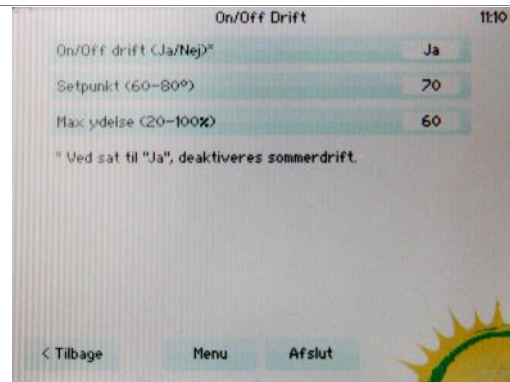 On/Off Drift 11:10
On/Off drift (Ja/Nej)* Ja
Setpunkt (60-80º) 70
Max ydelse (20-100%) 60
* Ved sat til "Ja", deaktiveres sommerdrift.
< Tilbage Menu Afslut